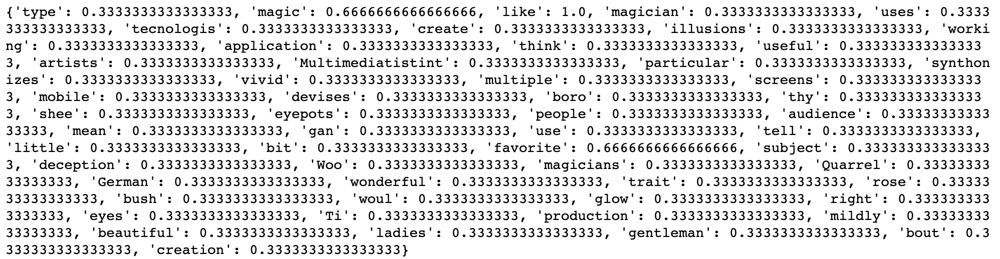 {'type': 0.3333333333333333, 'magic': 0.6666666666666666, 'like': 1.0, 'magician': 0.3333333333333333, 'uses': 0.3333
333333333333, 'tecnologis': 0.3333333333333333, 'create': 0.3333333333333333, 'illusions': 0.3333333333333333, 'worki
ng': 0.3333333333333333, 'application': 0.3333333333333333, 'think': 0.3333333333333333, 'useful': 0.333333333333333
3, 'artists': 0.3333333333333333, 'Multimediatistint': 0.3333333333333333, 'particular': 0.3333333333333333, 'synthon
izes': 0.3333333333333333, 'vivid': 0.3333333333333333, 'multiple': 0.3333333333333333, 'screens': 0.333333333333333
3, 'mobile': 0.3333333333333333, 'devises': 0.3333333333333333, 'boro': 0.3333333333333333, 'thy': 0.333333333333333
3, 'shee': 0.3333333333333333, 'eyepots': 0.3333333333333333, 'people': 0.3333333333333333, 'audience': 0.33333333333
33333, 'mean': 0.3333333333333333, 'gan': 0.3333333333333333, 'use': 0.3333333333333333, 'tell': 0.3333333333333333,
'little': 0.3333333333333333, 'bit': 0.3333333333333333, 'favorite': 0.6666666666666666, 'subject': 0.333333333333333
3, 'deception': 0.3333333333333333, 'Woo': 0.3333333333333333, 'magicians': 0.3333333333333333, 'Quarrel': 0.33333333
33333333, 'German': 0.3333333333333333, 'wonderful': 0.3333333333333333, 'trait': 0.3333333333333333, 'rose': 0.33333
33333333333, 'bush': 0.3333333333333333, 'woul': 0.3333333333333333, 'glow': 0.3333333333333333, 'right': 0.333333333
3333333, 'eyes': 0.3333333333333333, 'Ti': 0.3333333333333333, 'production': 0.3333333333333333, 'mildly': 0.33333333
33333333, 'beautiful': 0.3333333333333333, 'ladies': 0.3333333333333333, 'gentleman': 0.3333333333333333, 'bout': 0.3
333333333333333, 'creation': 0.3333333333333333}